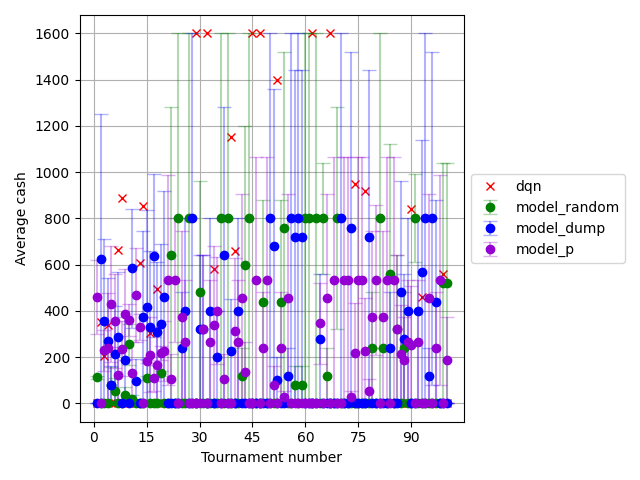 1600
1400
1200
1000
800
600
400
200
0
Average cash
0 15 30 45 60 75 90
Tournament number
dqn
model_random
model_dump
model_p